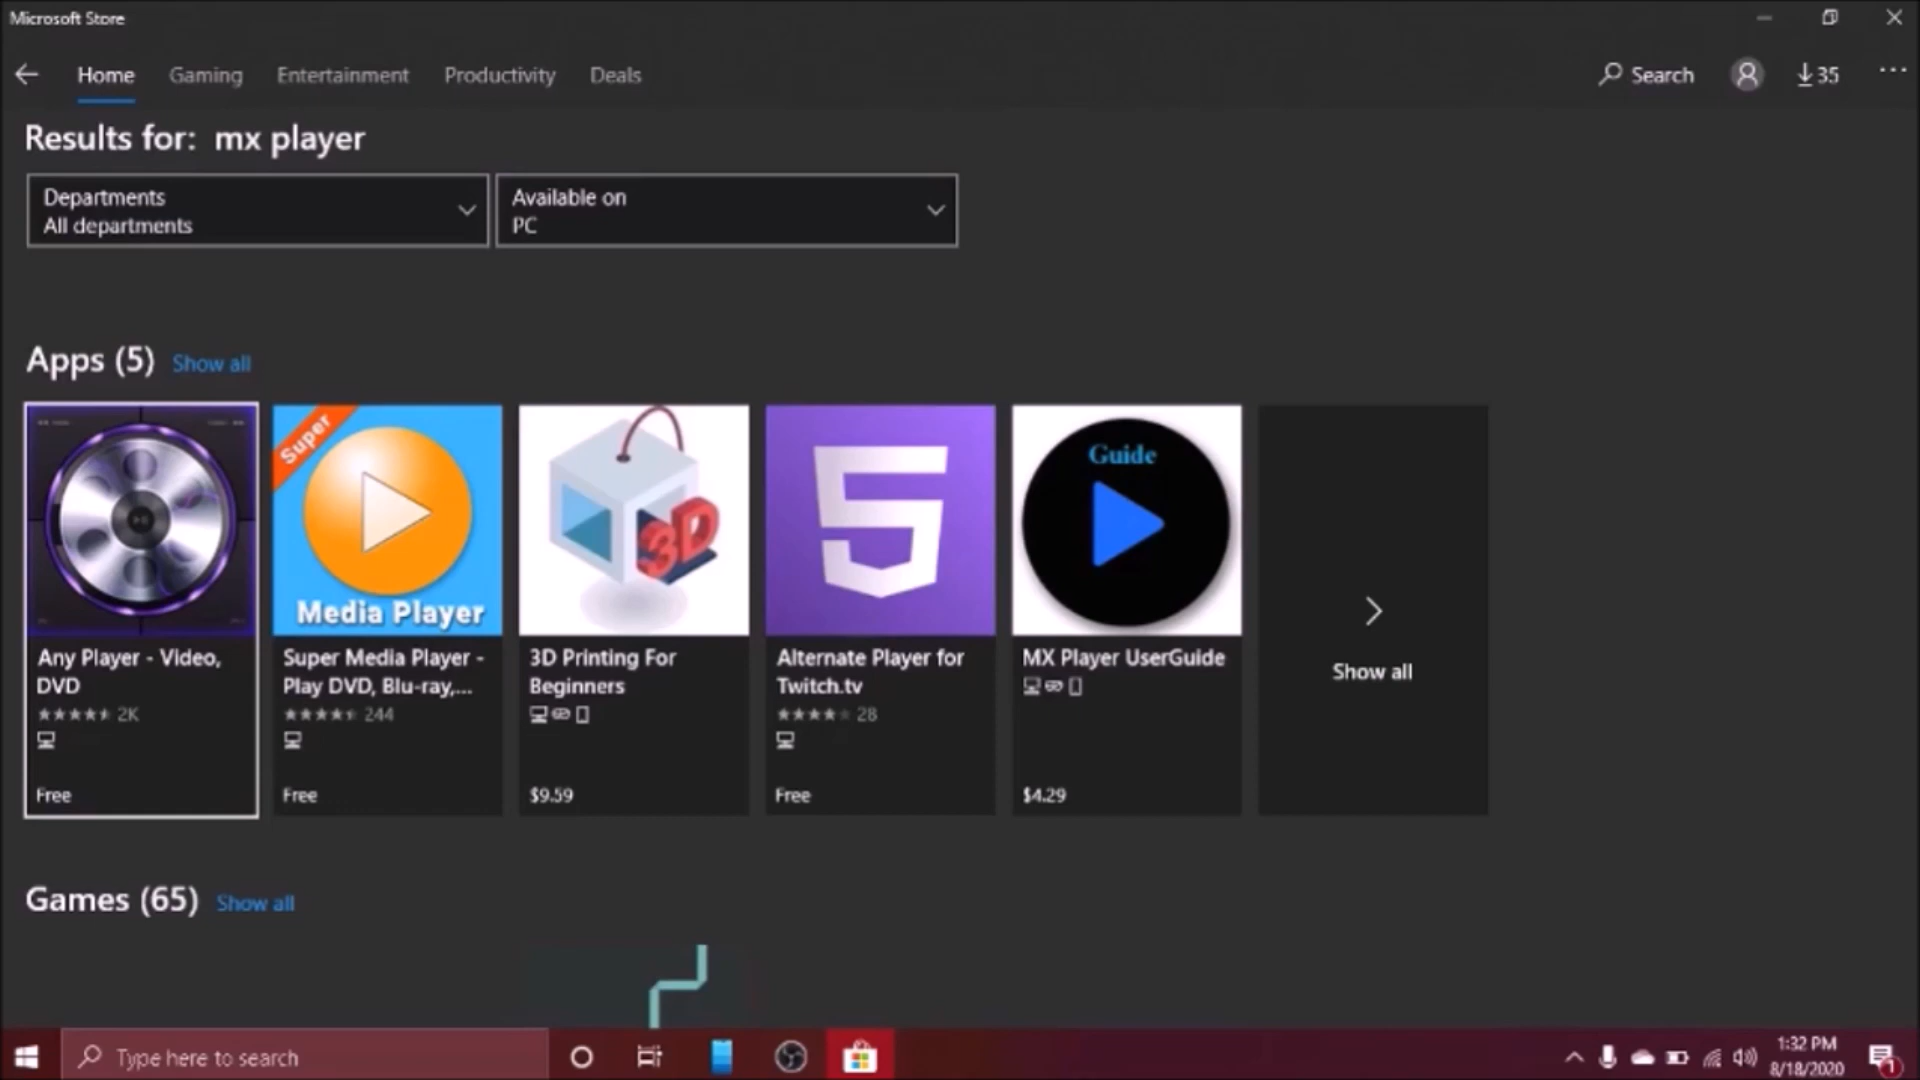 Microsoft Store
Home Gaming Entertainment Productivity Deals Search 35
Results for: mx player
Departments
All departments
Available on
PC
Apps (5) Show all
Super
Media Player
3D
5
Guide
Any Player - Video,
DVD
2K
Free
Super Media Player -
Play DVD, Blu-ray,...
244
Free
3D Printing For
Beginners
$9.59
Alternate Player for
Twitch.tv
28
Free
MX Player UserGuide
$4.29
Show all
Games (65) Show all
Type here to search
1:32 PM
8/18/2020
1